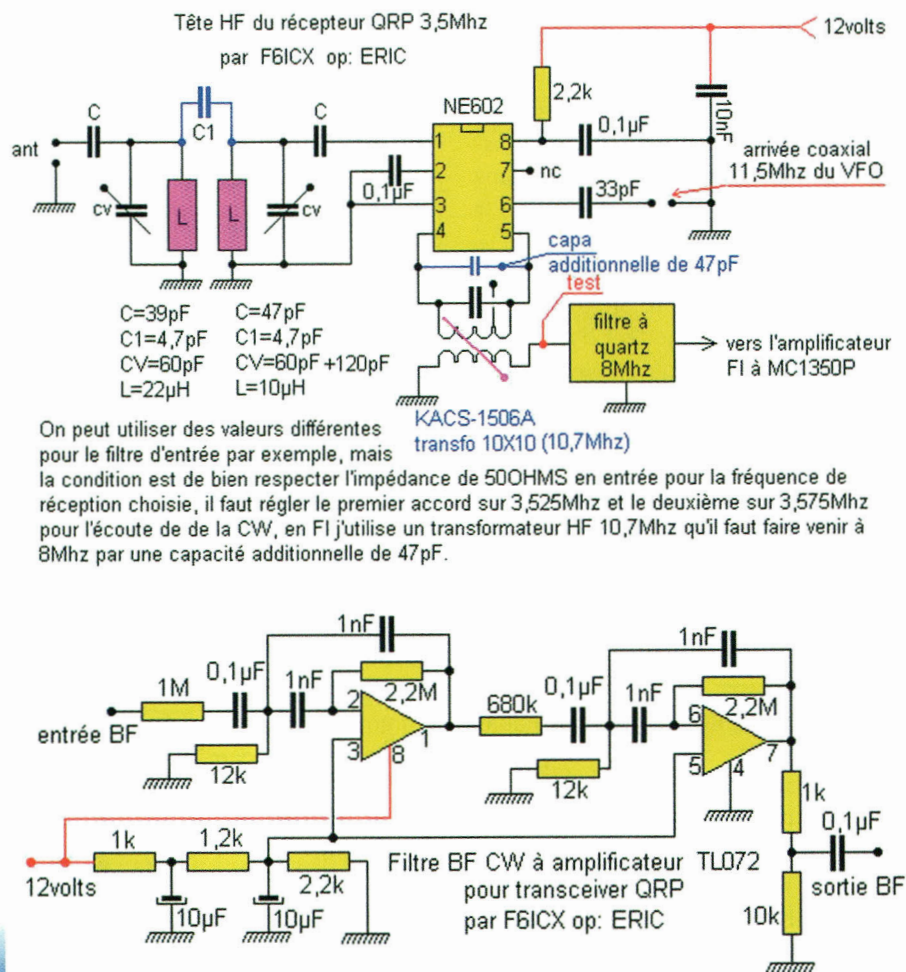 Tête HF du récepteur QRP 3,5Mhz
par F6ICX op: ERIC
12volts
2,2k
10nF
NE602
0,1µF
C
C1
C
ant
cv
L
L
cv
0,1µF
1
2
3
4
8
7
6
5
nc
33pF
arrivée coaxial
11,5Mhz du VFO
capa
additionnelle de 47pF
test
filtre à
quartz
8Mhz
vers l'amplificateur
FI à MC1350P
C=39pF
C1=4,7pF
CV=60pF
L=22µH
C=47pF
C1=4,7pF
CV=60pF +120pF
L=10µH
KACS-1506A
transfo 10X10 (10,7Mhz)
On peut utiliser des valeurs différentes
pour le filtre d'entrée par exemple, mais
la condition est de bien respecter l'impédance de 50OHMS en entrée pour la fréquence de
réception choisie, il faut régler le premier accord sur 3,525Mhz et le deuxième sur 3,575Mhz
pour l'écoute de de la CW, en FI j'utilise un transformateur HF 10,7Mhz qu'il faut faire venir à
8Mhz par une capacité additionnelle de 47pF.
1nF
1nF
0,1µF
1nF
2,2M
1M
680k
0,1µF
1nF
2,2M
entrée BF
12k
2
3
1
8
12k
6
5
7
4
1k
0,1µF
sortie BF
10k
1k
1,2k
2,2k
12volts
10µF
10µF
Filtre BF CW à amplificateur TL072
pour transceiver QRP
par F6ICX op: ERIC